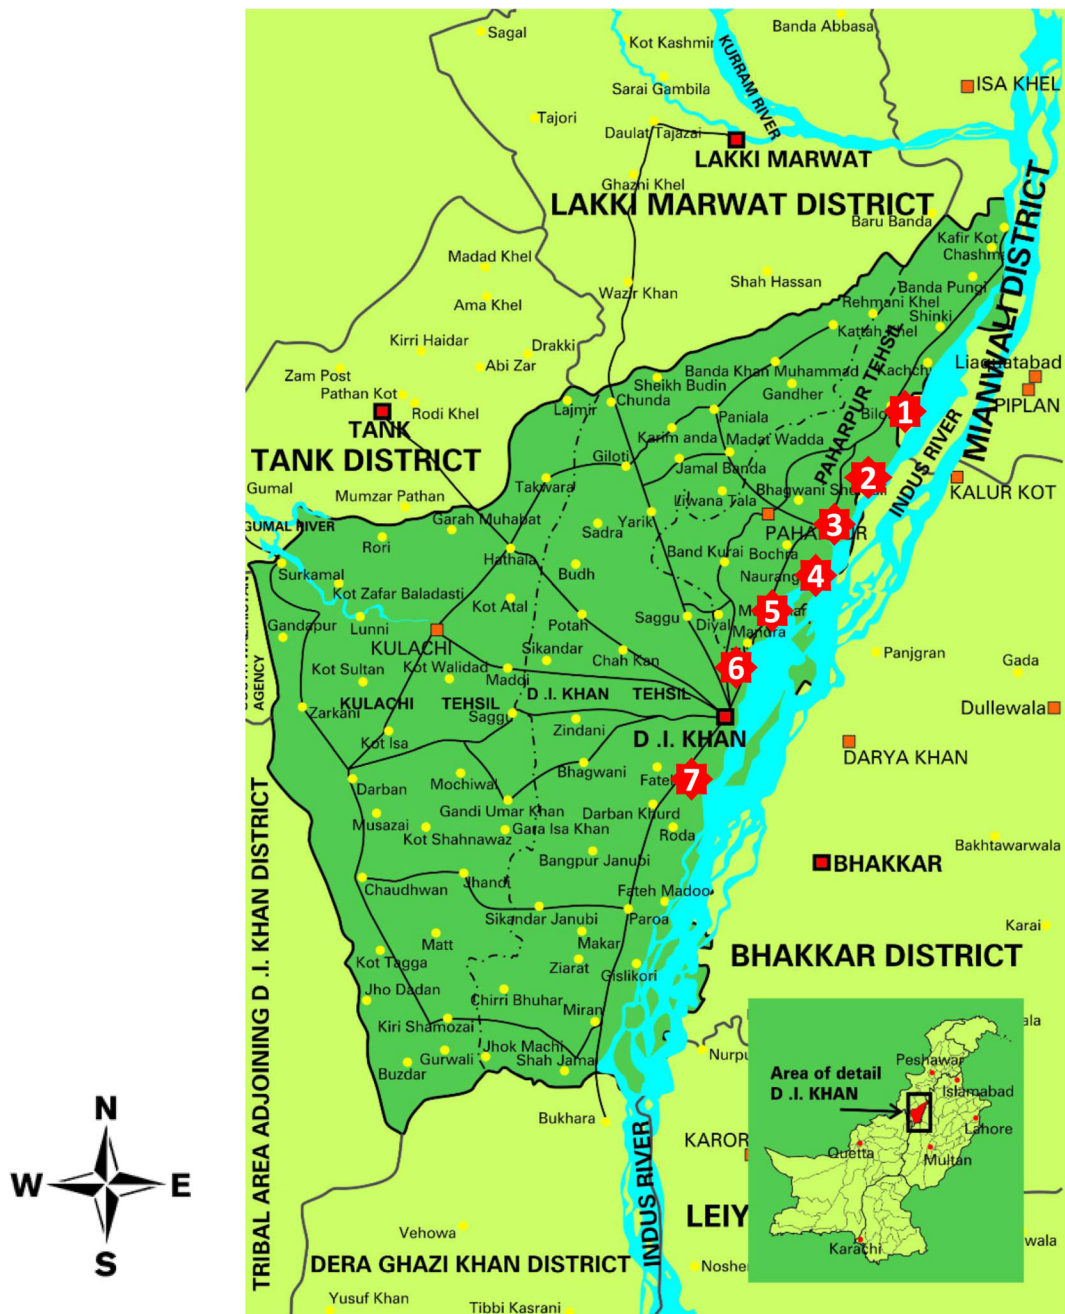 Sagal
Kot Kashmir
Banda Abbasa
KURRAM RIVER
ISA KHEL
Sarai Gambila
Tajori
Daulat Tajazai
LAKKI MARWAT
Ghazni Khel
LAKKI MARWAT DISTRICT
Baru Banda
Kafir Kot
Chashma
MIANWALI DISTRICT
Madad Khel
Shah Hassan
Banda Pungi
Ama Khel
Wazir Khan
Rehmani Khel
Shinki
Kirri Haidar
Drakki
Kattah Khel
Abi Zar
Zam Post
Banda Khan Muhammad
Kachchi
Liaquatabad
Pathan Kot
Sheikh Budin
Gandher
PAHARPUR TEHSIL
Rodi Khel
Lajmir
Chunda
Paniala
1
PIPLAN
TANK
Karim anda
Madat Wadda
INDUS RIVER
TANK DISTRICT
Giloti
Jamal Banda
2
Gumal
Mumzar Pathan
Takwara
Liwana Tala
Bhagwani
KALUR KOT
GUMAL RIVER
Garah Muhabat
Sadra
Yarik
3
Rori
Hathala
Band Kurai
Bochra
Surkamal
Budh
4
Kot Zafar Baladasti
Kot Atal
Gandapur
Lunni
Potah
Saggu
Diyal
5
KULACHI
Mandra
Kot Sultan
Kot Walidad
Sikandar
Chah Kan
Panjgran
Gada
AGENCY
Maddi
6
KULACHI
TEHSIL
D .I. KHAN
TEHSIL
Zarkani
Saggu
Dullewala
Kot Isa
Zindani
D .I. KHAN
DARYA KHAN
Darban
Mochiwal
Bhagwani
7
Gandi Umar Khan
Darban Khurd
Musazai
Kot Shahnawaz
Gara Isa Khan
Roda
Bakhtawarwala
Bangpur Janubi
BHAKKAR
Chaudhwan
Jhandi
Fateh Madoo
Sikandar Janubi
Paroa
Karai
Matt
Makar
Kot Tagga
Ziarat
Gislikori
BHAKKAR DISTRICT
Jho Dadan
Chirri Bhuhar
Miran
Kiri Shamozai
Jhok Machi
Gurwali
Shah Jamal
Buzdar
Bukhara
TRIBAL AREA ADJOINING D .I. KHAN DISTRICT
INDUS RIVER
Peshawar
Area of detail
D .I. KHAN
Islamabad
Lahore
Quetta
Multan
Karachi
N
W
E
S
Vehowa
DERA GHAZI KHAN DISTRICT
Yusuf Khan
Tibbi Kasrani